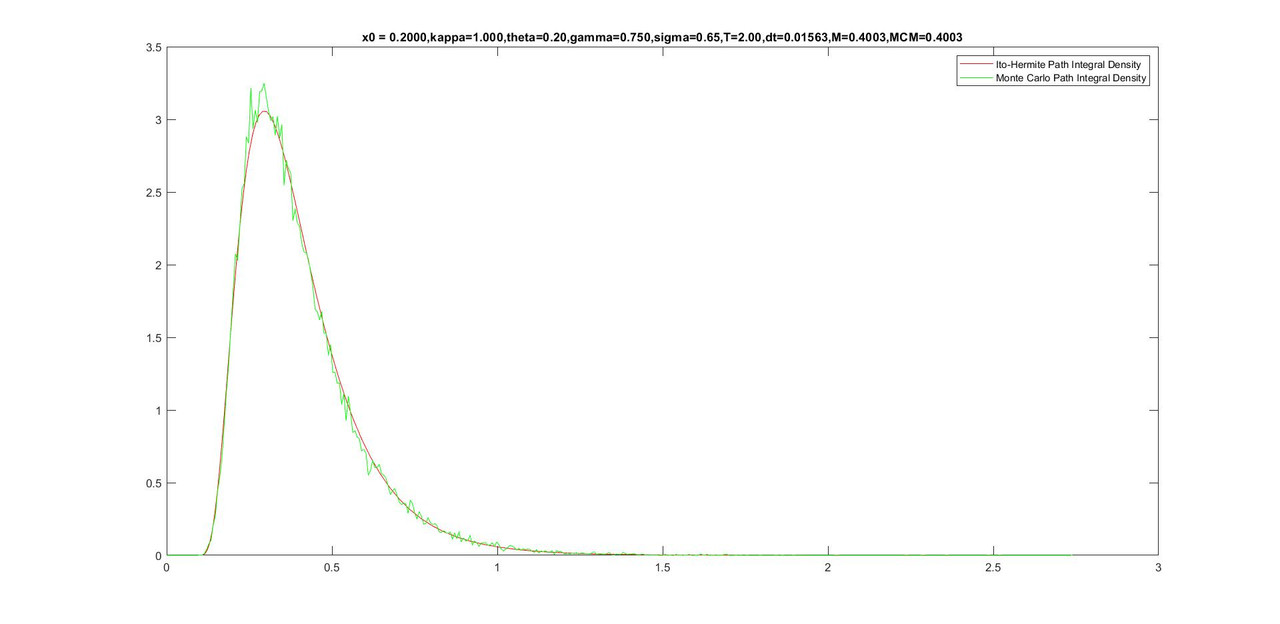 x0 = 0.2000,kappa=1.000,theta=0.20,gamma=0.750,sigma=0.65,T=2.00,dt=0.01563,M=0.4003,MCM=0.4003
Ito-Hermite Path Integral Density
Monte Carlo Path Integral Density
3.5
3
2.5
2
1.5
1
0.5
0
0 0.5 1 1.5 2 2.5 3